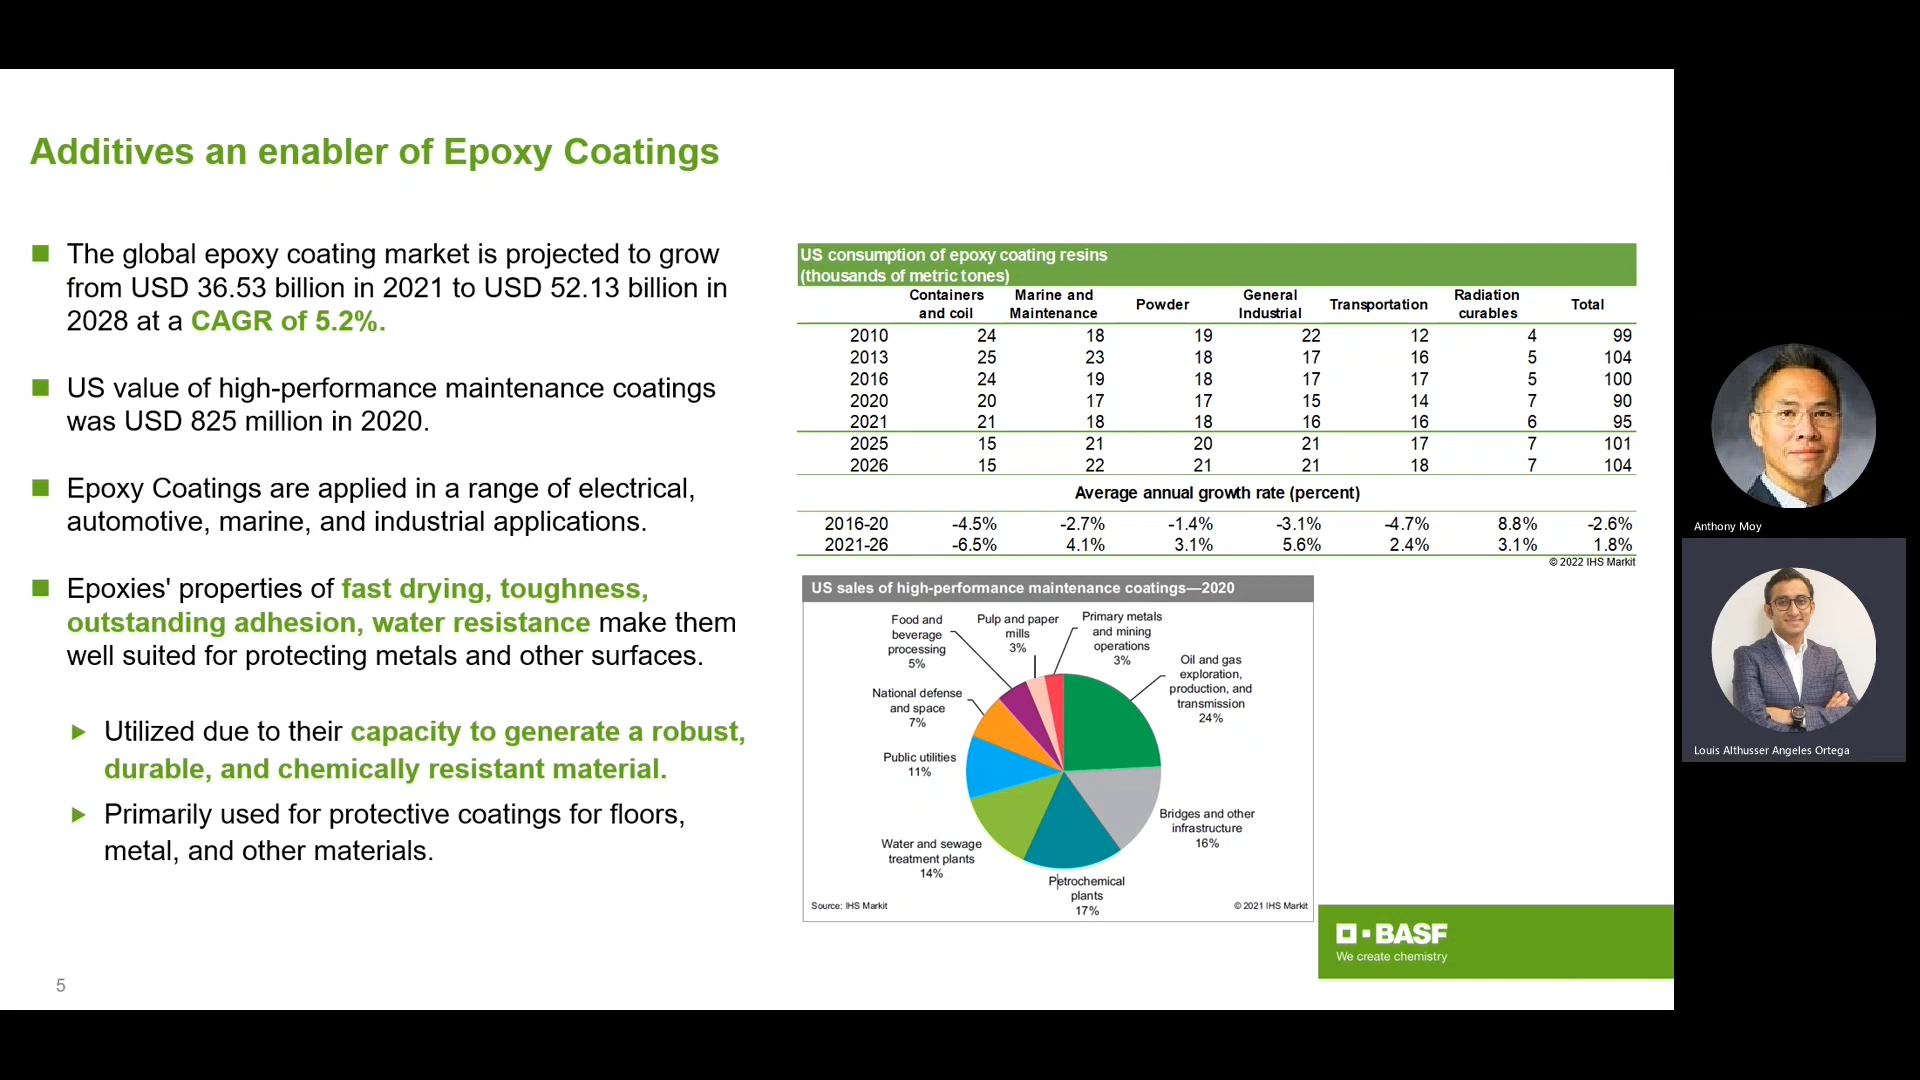 Additives an enabler of Epoxy Coatings
The global epoxy coating market is projected to grow
from USD 36.53 billion in 2021 to USD 52.13 billion in
2028 at a CAGR of 5.2%.
US value of high-performance maintenance coatings
was USD 825 million in 2020.
Epoxy Coatings are applied in a range of electrical,
automotive, marine, and industrial applications.
Epoxies' properties of fast drying, toughness,
outstanding adhesion, water resistance make them
well suited for protecting metals and other surfaces.
Utilized due to their capacity to generate a robust,
durable, and chemically resistant material.
Primarily used for protective coatings for floors,
metal, and other materials.
5
US consumption of epoxy coating resins
(thousands of metric tones)
Containers and coil Marine and Maintenance Powder General Industrial Transportation Radiation curables Total
2010 24 18 19 22 12 4 99
2013 25 23 18 17 16 5 104
2016 24 19 18 17 17 5 100
2020 20 17 17 15 14 7 90
2021 21 18 18 16 16 6 95
2025 15 21 20 21 17 7 101
2026 15 22 21 21 18 7 104
Average annual growth rate (percent)
2016-20 -4.5% -2.7% -1.4% -3.1% -4.7% 8.8% -2.6%
2021-26 -6.5% 4.1% 3.1% 5.6% 2.4% 3.1% 1.8%
© 2022 IHS Markit
US sales of high-performance maintenance coatings—2020
Food and
beverage
processing
5%
Pulp and paper
mills
3%
Primary metals
and mining
operations
3%
Oil and gas
exploration,
production, and
transmission
24%
National defense
and space
7%
Public utilities
11%
Bridges and other
infrastructure
16%
Water and sewage
treatment plants
14%
Petrochemical
plants
17%
Source: IHS Markit
© 2021 IHS Markit
BASF
We create chemistry
Anthony Moy
Louis Althusser Angeles Ortega